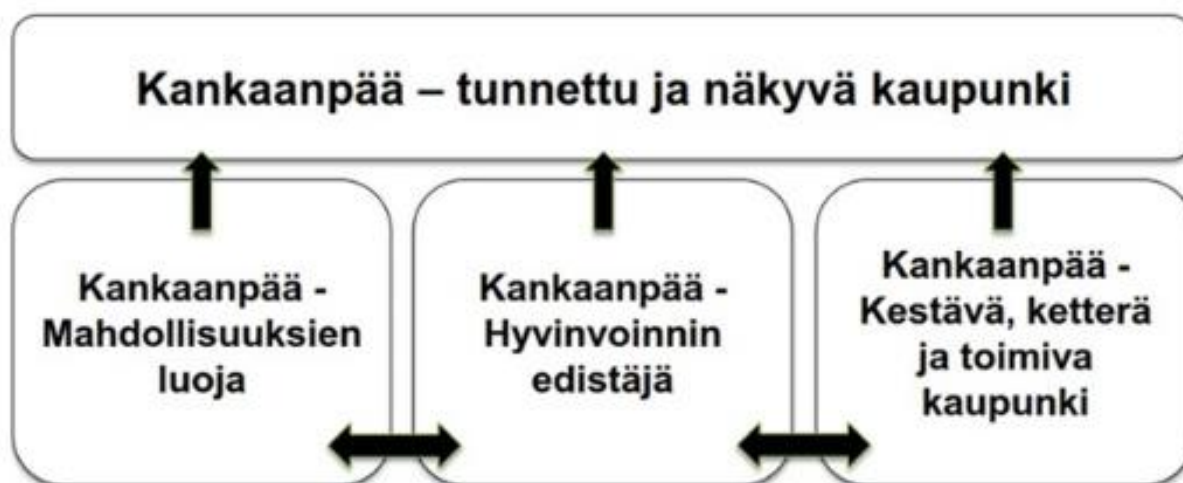 Kankaanpää – tunnettu ja näkyvä kaupunki
Kankaanpää -
Mahdollisuuksien
luoja
Kankaanpää -
Hyvinvoinnin
edistäjä
Kankaanpää -
Kestävä, ketterä
ja toimiva
kaupunki